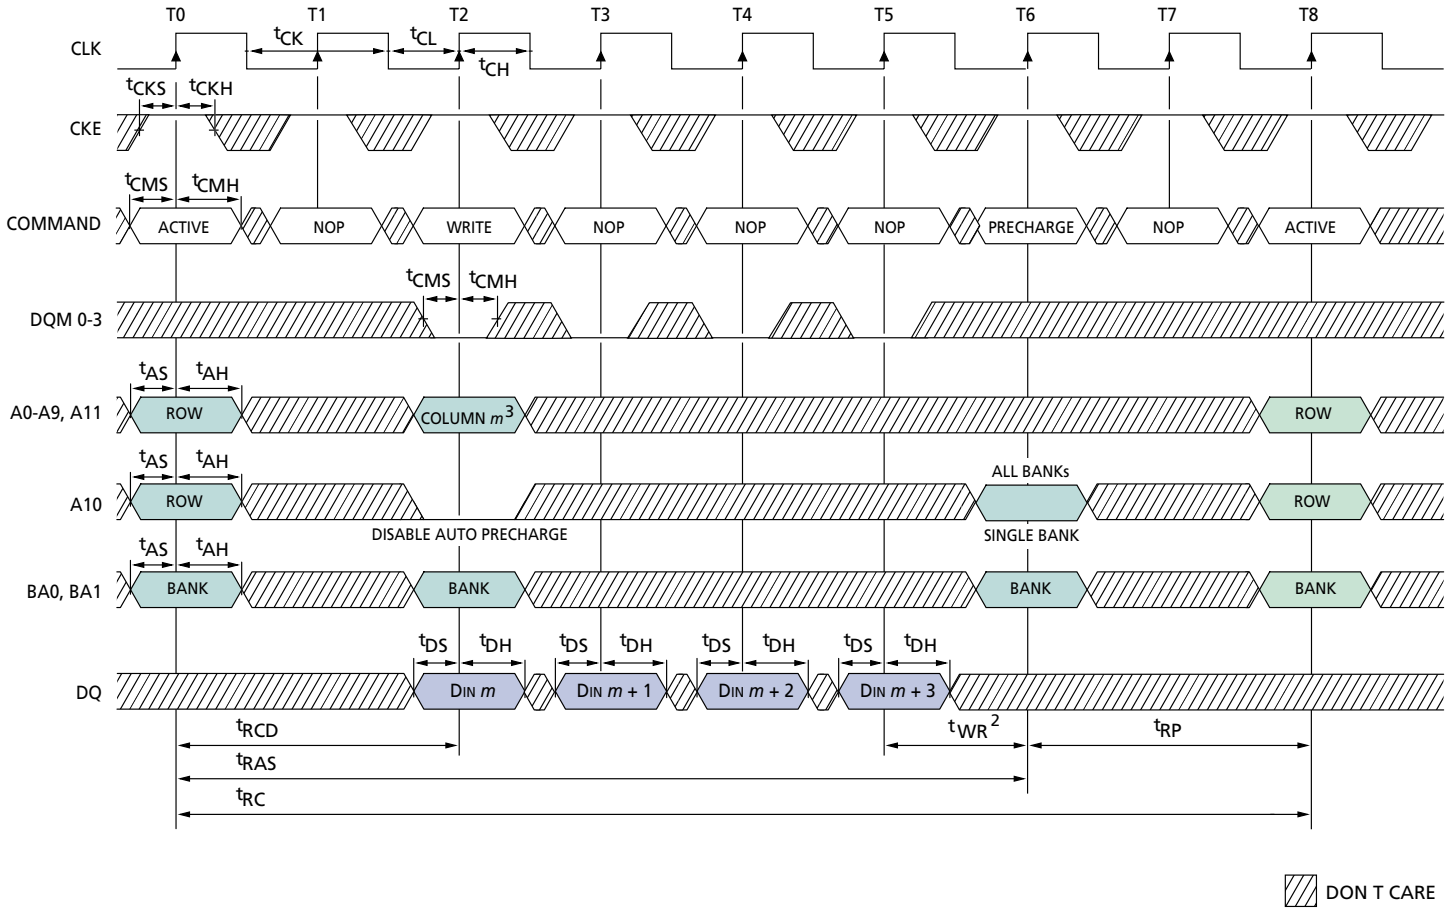 T0 T1 T2 T3 T4 T5 T6 T7 T8
CLK tCK tCL
tCH
tCKS tCKH
CKE
tCMS tCMH
COMMAND ACTIVE NOP WRITE NOP NOP NOP PRECHARGE NOP ACTIVE
tCMS tCMH
DQM 0-3
tAS tAH
A0-A9, A11 ROW COLUMN m3 ROW
tAS tAH ALL BANKs
A10 ROW ROW
DISABLE AUTO PRECHARGE SINGLE BANK
tAS tAH
BA0, BA1 BANK BANK BANK BANK
tDS tDH tDS tDH tDS tDH tDS tDH
DQ DIN m DIN m + 1 DIN m + 2 DIN m + 3
tRCD tWR2 tRP
tRAS
tRC
DON T CARE